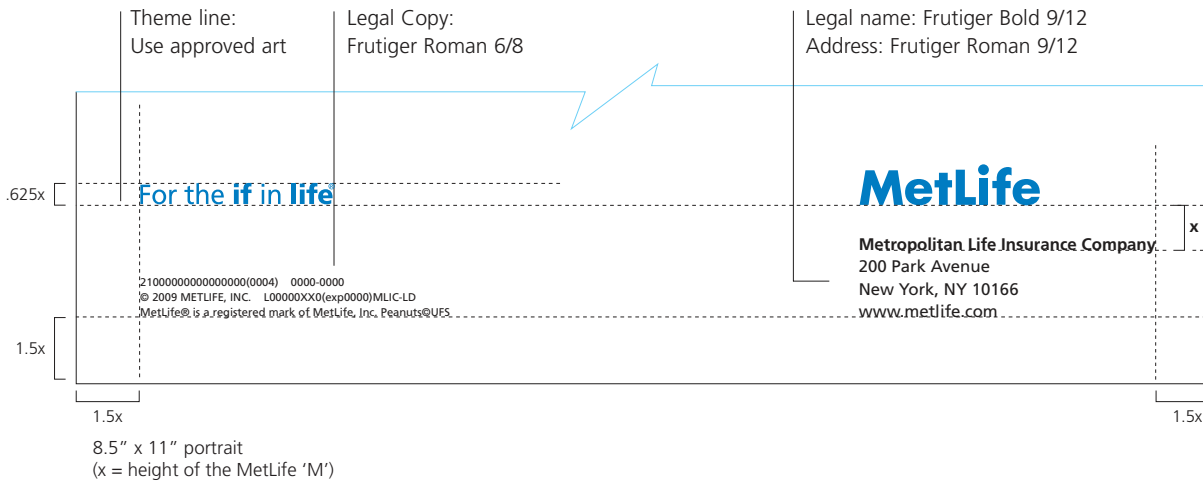 Theme line:
Use approved art
Legal Copy:
Frutiger Roman 6/8
Legal name: Frutiger Bold 9/12
Address: Frutiger Roman 9/12
.625x
For the if in life®
MetLife
x
Metropolitan Life Insurance Company
200 Park Avenue
New York, NY 10166
www.metlife.com
21000000000000000(0004) 0000-0000
© 2009 METLIFE, INC. L00000XX0(exp0000)MLIC-LD
MetLife® is a registered mark of MetLife, Inc. Peanuts©UFS
1.5x
1.5x
1.5x
8.5” x 11” portrait
(x = height of the MetLife ‘M’)